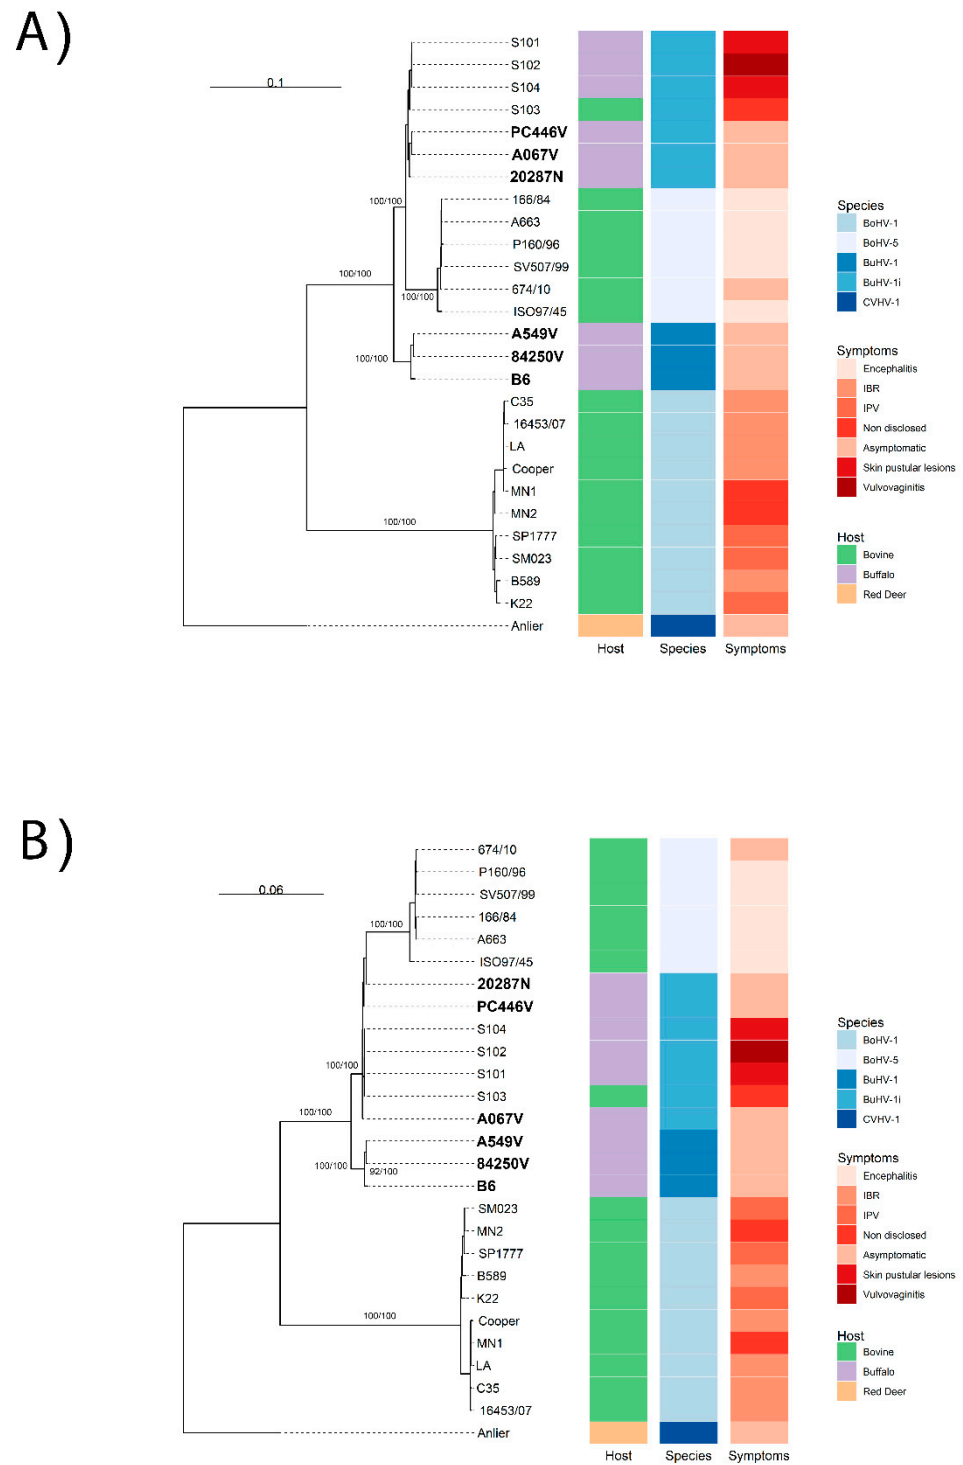 A)
0.1
S101
S102
S104
S103
PC446V
A067V
20287N
100/100
166/84
A663
P160/96
100/100
SV507/99
674/10
100/100
ISO97/45
A549V
84250V
100/100
B6
C35
16453/07
LA
Cooper
MN1
MN2
100/100
SP1777
SM023
B589
K22
Anlier
Host Species Symptoms
Species
BoHV-1
BoHV-5
BuHV-1
BuHV-1i
CVHV-1
Symptoms
Encephalitis
IBR
IPV
Non disclosed
Asymptomatic
Skin pustular lesions
Vulvovaginitis
Host
Bovine
Buffalo
Red Deer
B)
0.06
674/10
P160/96
SV507/99
166/84
100/100
A663
ISO97/45
20287N
PC446V
S104
S102
100/100
S101
S103
100/100
A067V
A549V
84250V
100/100
92/100
B6
SM023
MN2
SP1777
B589
K22
100/100
Cooper
MN1
LA
C35
16453/07
Anlier
Host Species Symptoms
Species
BoHV-1
BoHV-5
BuHV-1
BuHV-1i
CVHV-1
Symptoms
Encephalitis
IBR
IPV
Non disclosed
Asymptomatic
Skin pustular lesions
Vulvovaginitis
Host
Bovine
Buffalo
Red Deer